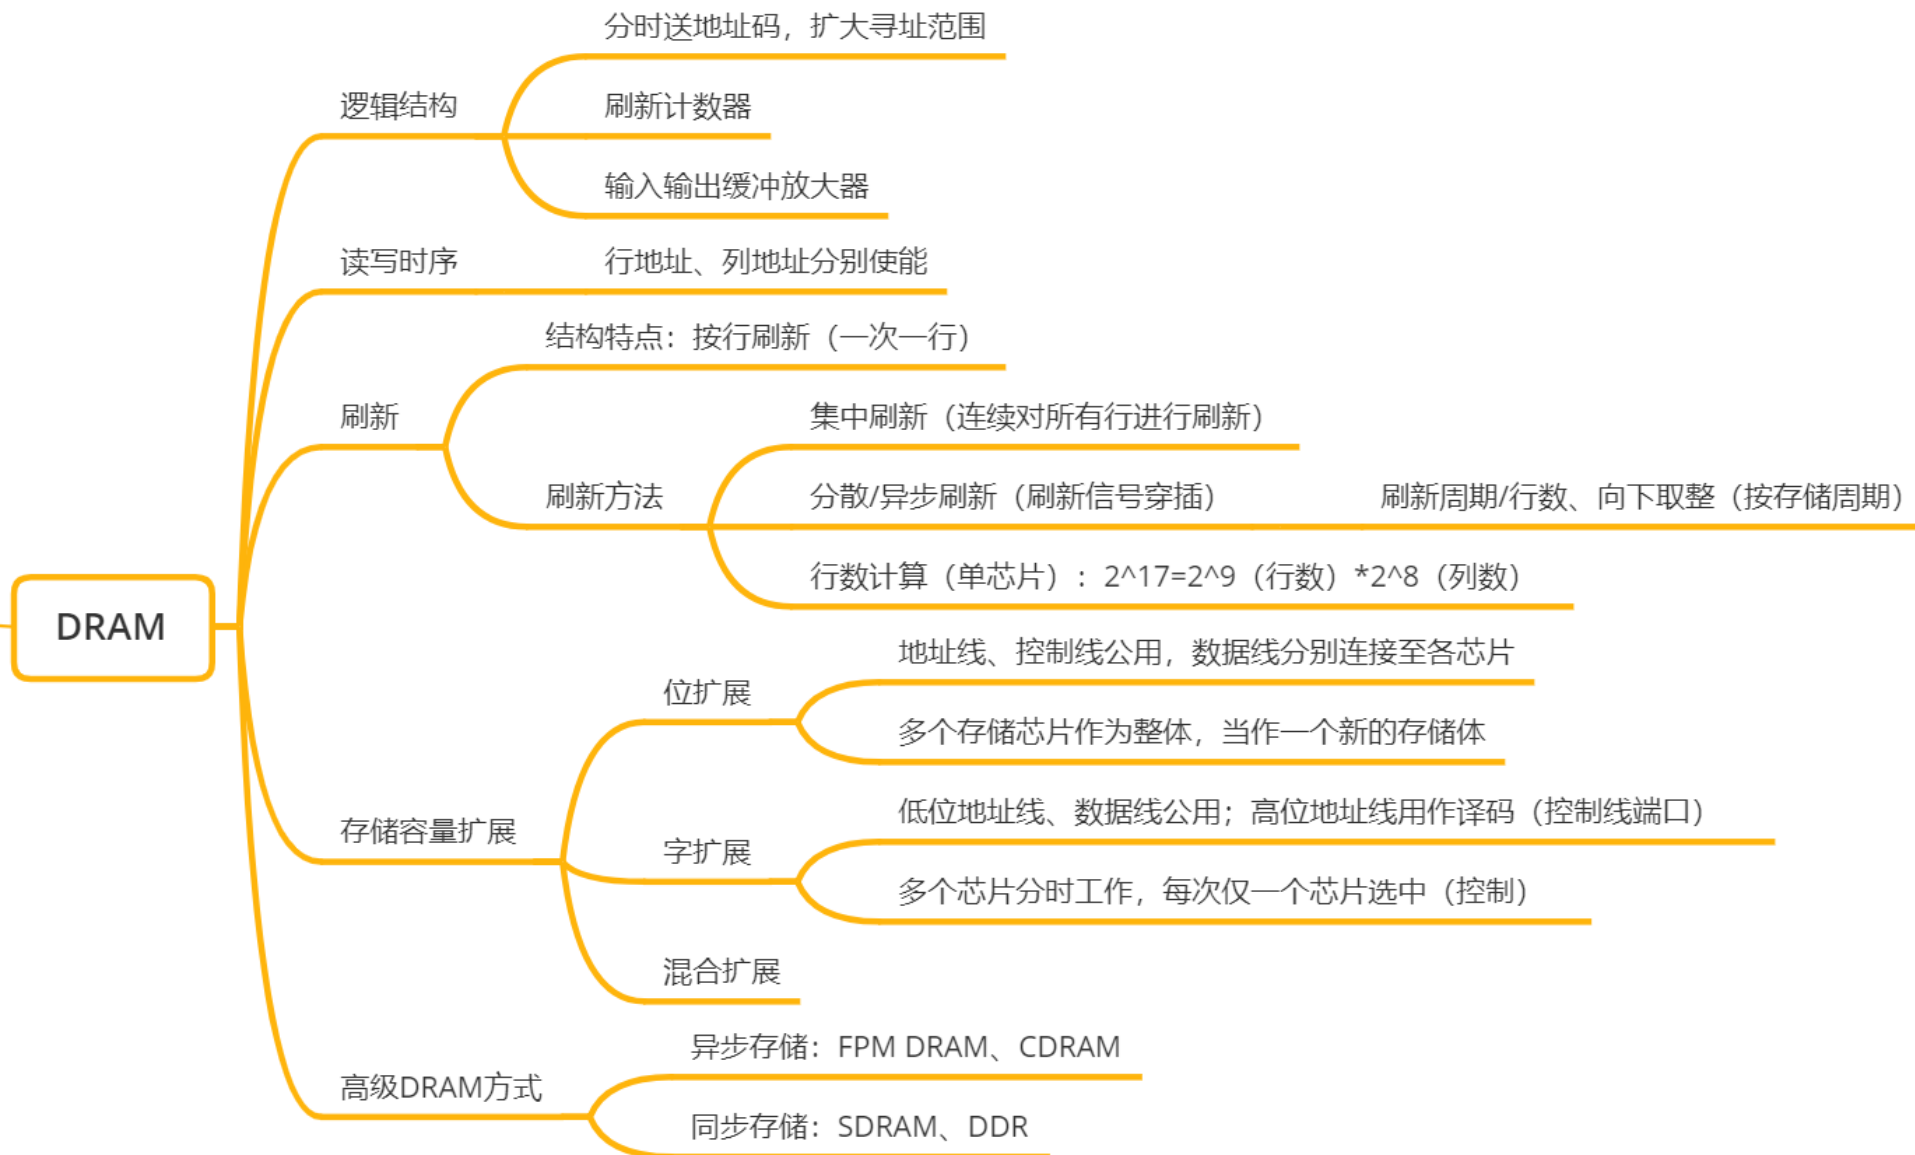 分时送地址码，扩大寻址范围
逻辑结构
刷新计数器
输入输出缓冲放大器
读写时序
行地址、列地址分别使能
结构特点：按行刷新（一次一行）
刷新
集中刷新（连续对所有行进行刷新）
刷新方法
分散/异步刷新（刷新信号穿插）
刷新周期/行数、向下取整（按存储周期）
行数计算（单芯片）：2^17=2^9（行数）*2^8（列数）
DRAM
地址线、控制线公用，数据线分别连接至各芯片
位扩展
多个存储芯片作为整体，当作一个新的存储体
存储容量扩展
低位地址线、数据线公用；高位地址线用作译码（控制线端口）
字扩展
多个芯片分时工作，每次仅一个芯片选中（控制）
混合扩展
异步存储：FPM DRAM、CDRAM
高级DRAM方式
同步存储：SDRAM、DDR